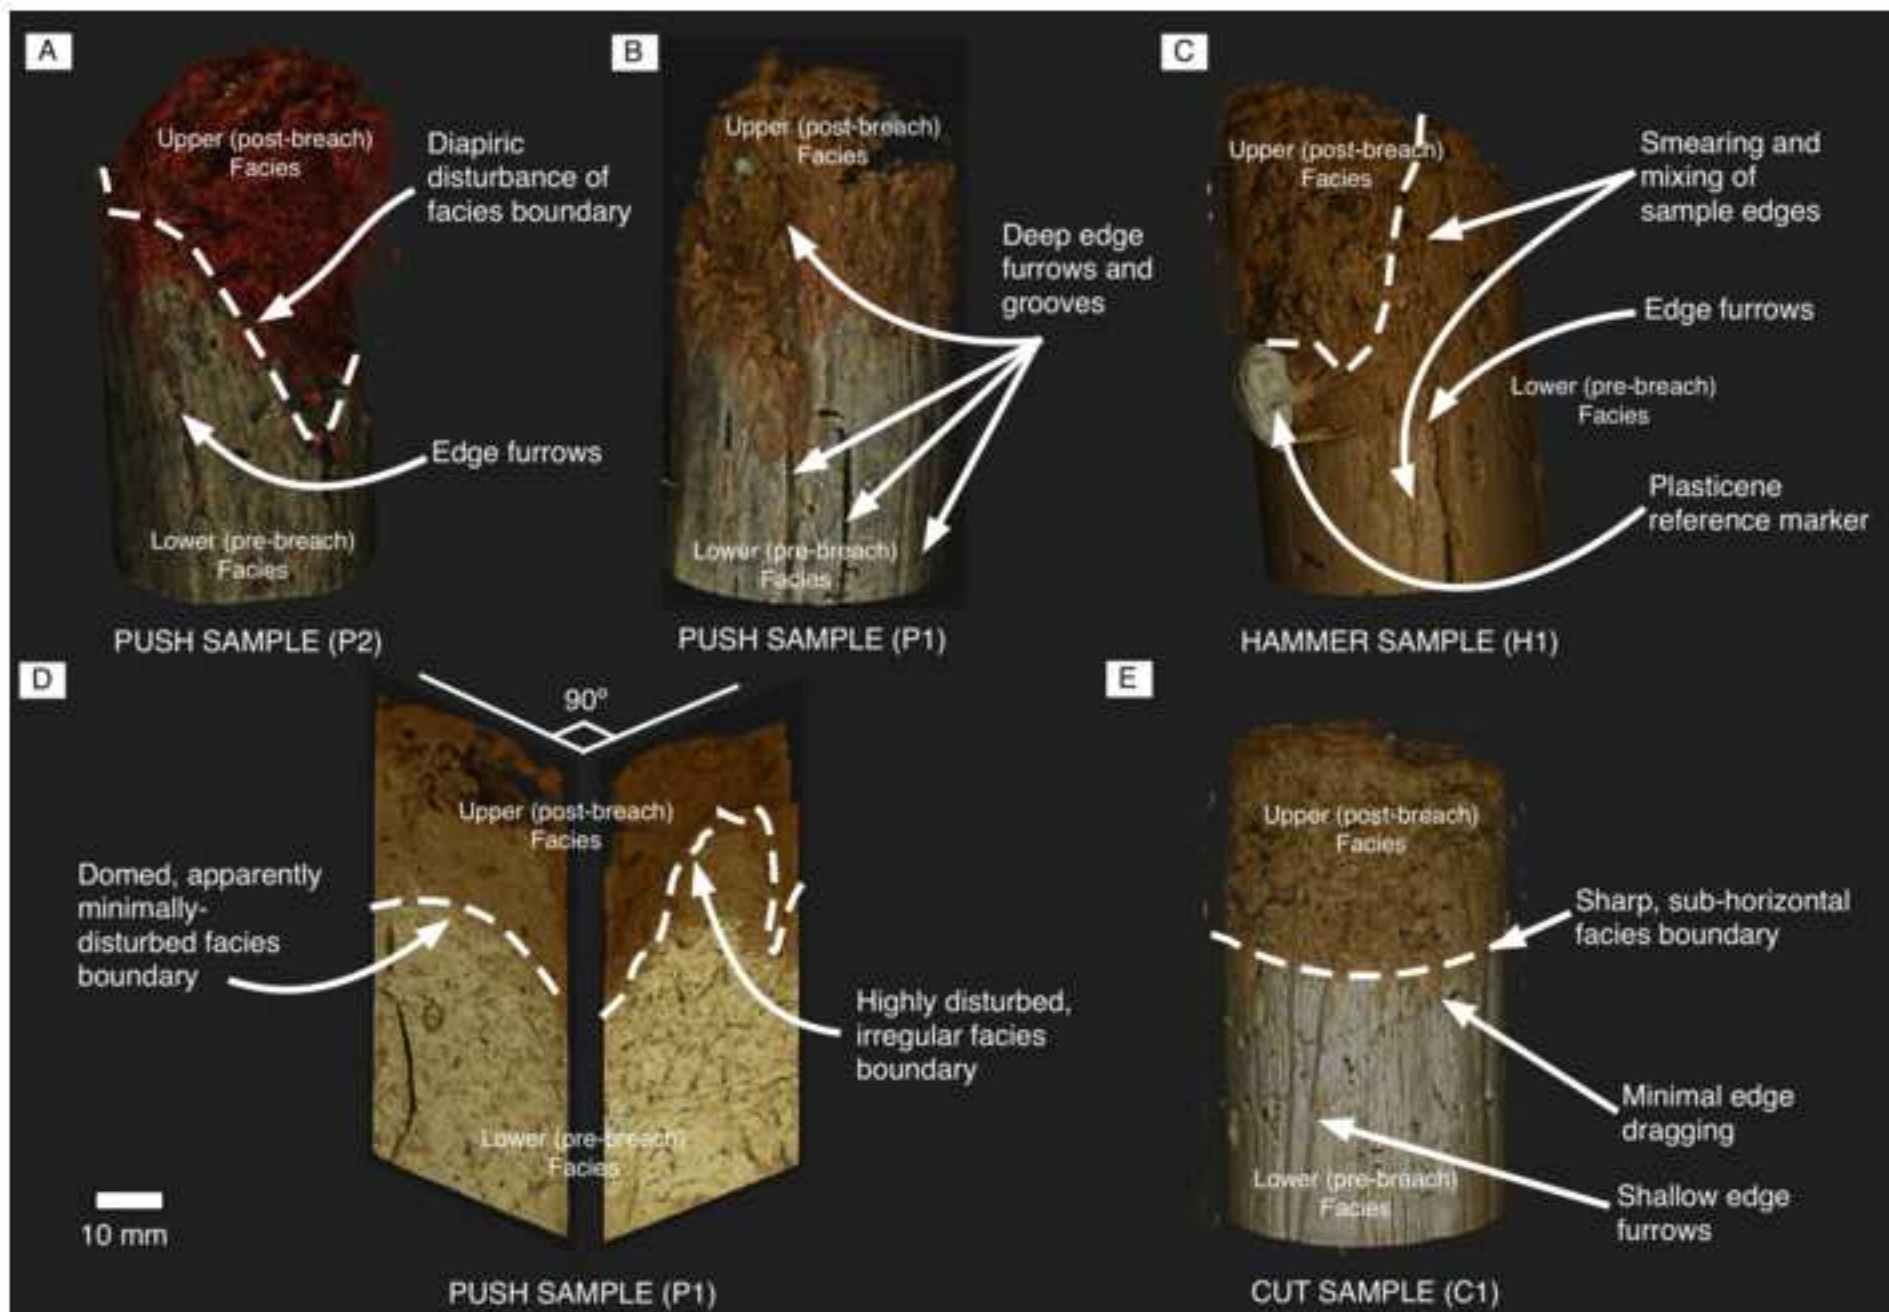 A
Upper (post-breach)
Facies
Diapiric
disturbance of
facies boundary
Edge furrows
Lower (pre-breach)
Facies
PUSH SAMPLE (P2)
B
Upper (post-breach)
Facies
Deep edge
furrows and
grooves
Lower (pre-breach)
Facies
PUSH SAMPLE (P1)
C
Upper (post-breach)
Facies
Smearing and
mixing of
sample edges
Edge furrows
Lower (pre-breach)
Facies
Plasticene
reference marker
HAMMER SAMPLE (H1)
D
90º
Upper (post-breach)
Facies
Domed, apparently
minimally-
disturbed facies
boundary
Highly disturbed,
irregular facies
boundary
Lower (pre-breach)
Facies
10 mm
PUSH SAMPLE (P1)
E
Upper (post-breach)
Facies
Sharp, sub-horizontal
facies boundary
Minimal edge
dragging
Lower (pre-breach)
Facies
Shallow edge
furrows
CUT SAMPLE (C1)